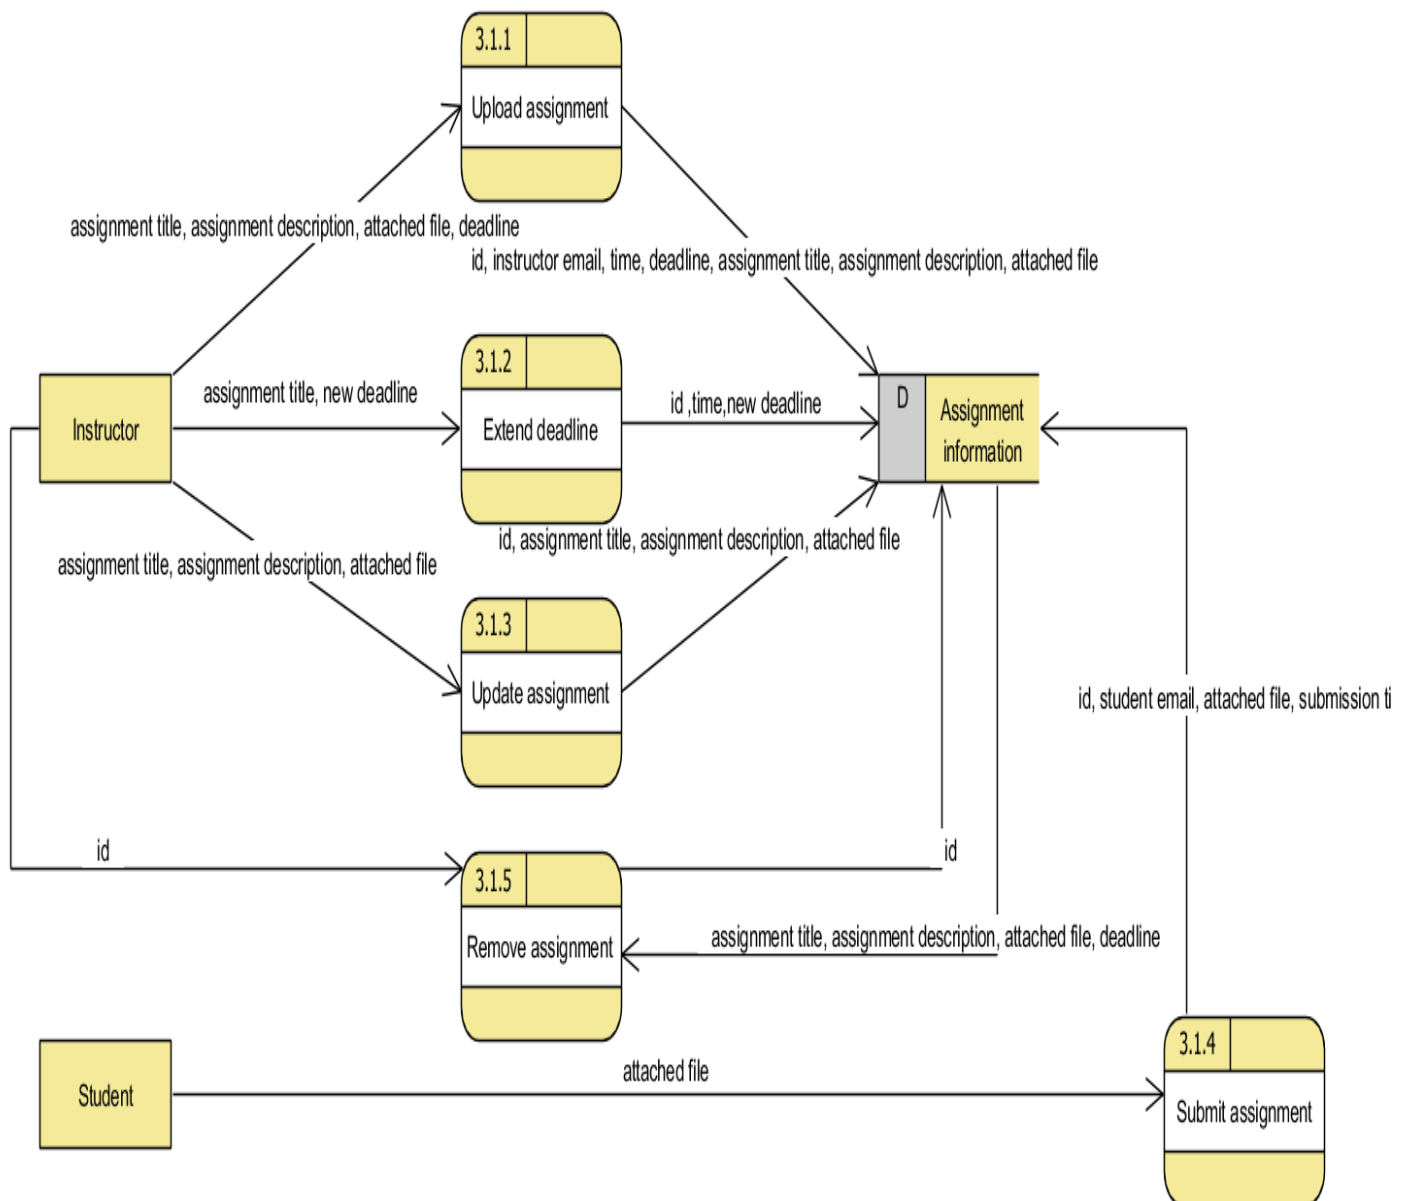 3.1.1
Upload assignment
assignment title, assignment description, attached file, deadline
id, instructor email, time, deadline, assignment title, assignment description, attached file
3.1.2
Extend deadline
assignment title, new deadline
id ,time,new deadline
D
Assignment
information
Instructor
id, assignment title, assignment description, attached file
assignment title, assignment description, attached file
3.1.3
Update assignment
id, student email, attached file, submission ti
id
id
3.1.5
Remove assignment
assignment title, assignment description, attached file, deadline
3.1.4
Submit assignment
attached file
Student